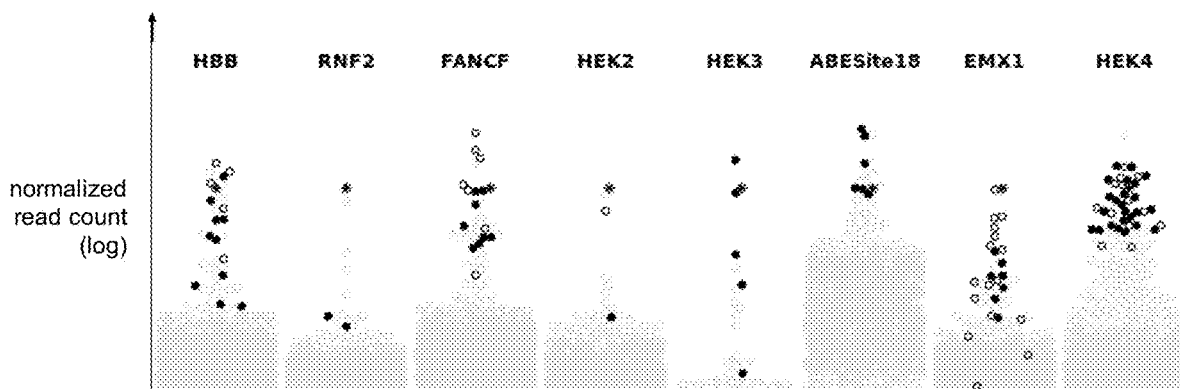 HBB RNF2 FANCF HEK2 HEK3 ABESite18 EMX1 HEK4
normalized
read count
(log)